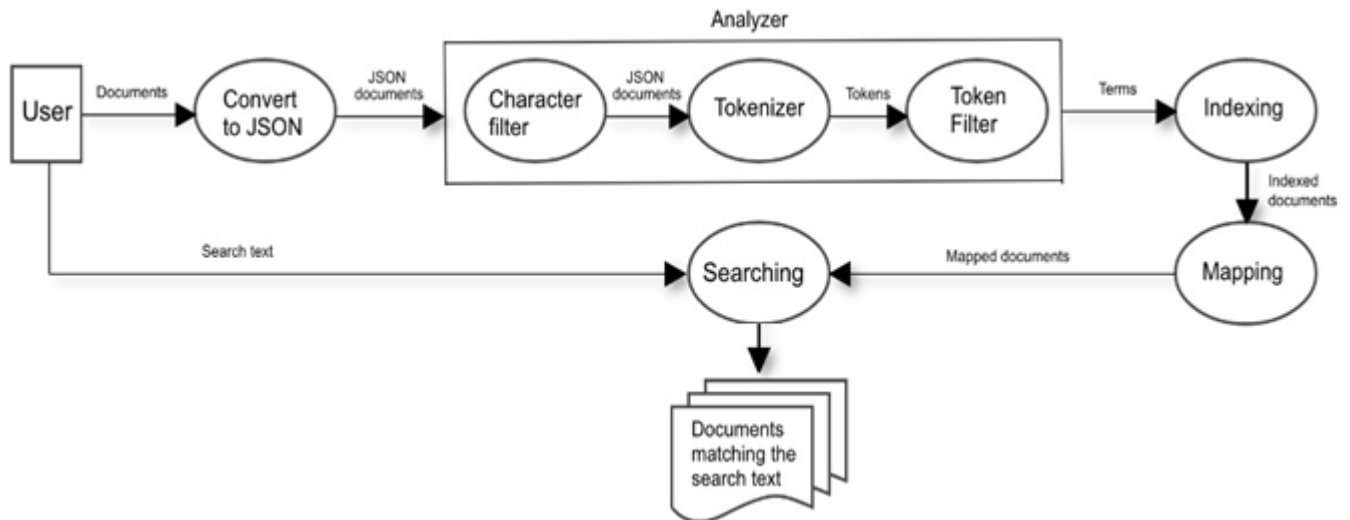 Analyzer
User
Documents
Convert
to JSON
JSON
documents
Character
filter
JSON
documents
Tokenizer
Tokens
Token
Filter
Terms
Indexing
Indexed
documents
Search text
Searching
Mapped documents
Mapping
Documents
matching the
search text